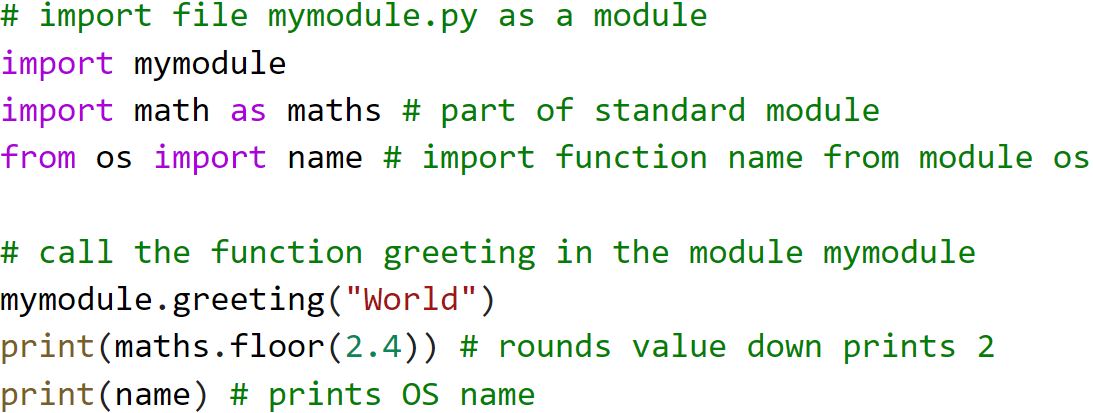 # import file mymodule.py as a module
import mymodule
import math as maths # part of standard module
from os import name # import function name from module os
# call the function greeting in the module mymodule
mymodule.greeting("World")
print(maths.floor(2.4)) # rounds value down prints 2
print(name) # prints OS name